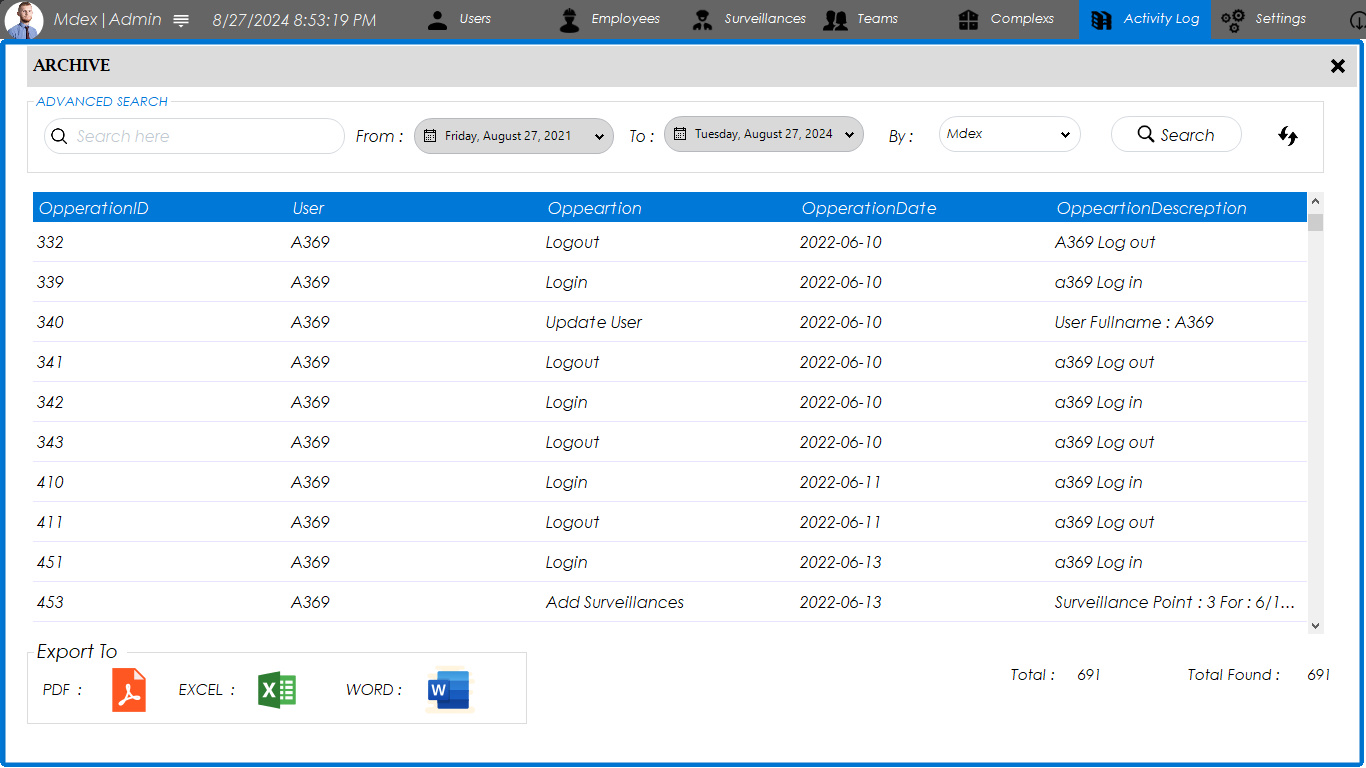 Mdex|Admin 8/27/2024 8:53:19 PM Users Employees Surveillances Teams Complexs Activity Log Settings
ARCHIVE
ADVANCED SEARCH
Search here From : Friday, August 27, 2021 To : Tuesday, August 27, 2024 By : Mdex Search
OpperationID User Oppeartion OpperationDate OppeartionDescreption
332 A369 Logout 2022-06-10 A369 Log out
339 A369 Login 2022-06-10 a369 Log in
340 A369 Update User 2022-06-10 User Fullname : A369
341 A369 Logout 2022-06-10 a369 Log out
342 A369 Login 2022-06-10 a369 Log in
343 A369 Logout 2022-06-10 a369 Log out
410 A369 Login 2022-06-11 a369 Log in
411 A369 Logout 2022-06-11 a369 Log out
451 A369 Login 2022-06-13 a369 Log in
453 A369 Add Surveillances 2022-06-13 Surveillance Point : 3 For : 6/1...
Export To
PDF : EXCEL : WORD : W
Total : 691 Total Found : 691